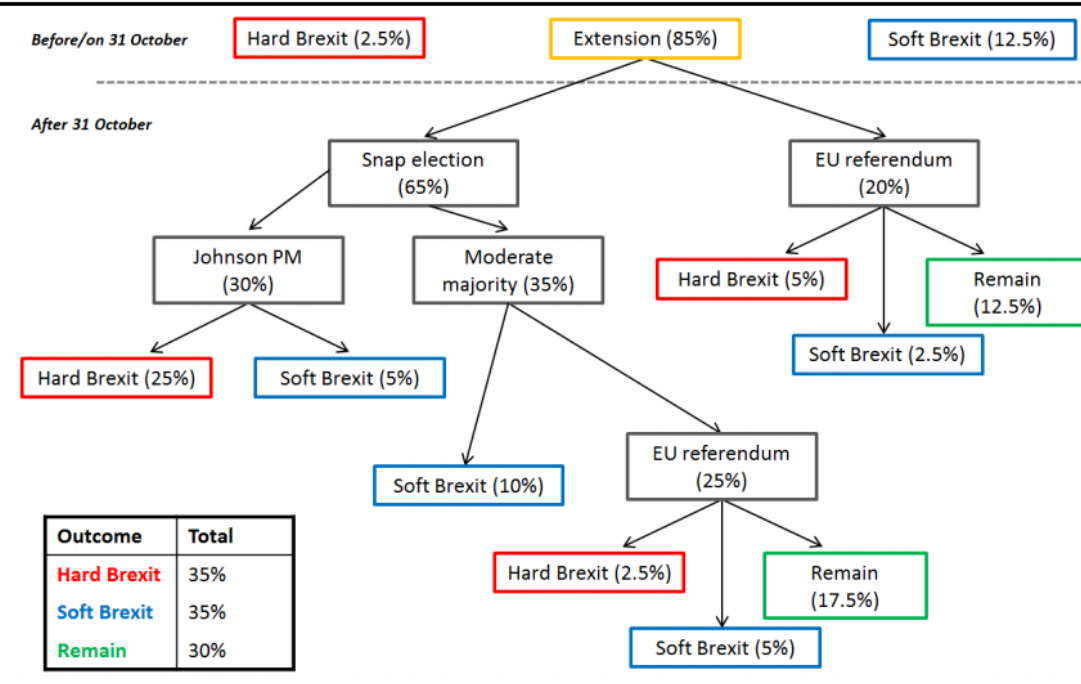 Before/on 31 October
Hard Brexit (2.5%)
Extension (85%)
Soft Brexit (12.5%)
After 31 October
Snap election
(65%)
EU referendum
(20%)
Johnson PM
(30%)
Moderate
majority (35%)
Hard Brexit (5%)
Remain
(12.5%)
Soft Brexit (2.5%)
Hard Brexit (25%)
Soft Brexit (5%)
EU referendum
(25%)
Soft Brexit (10%)
Hard Brexit (2.5%)
Remain
(17.5%)
Soft Brexit (5%)
Outcome Total
Hard Brexit 35%
Soft Brexit 35%
Remain 30%